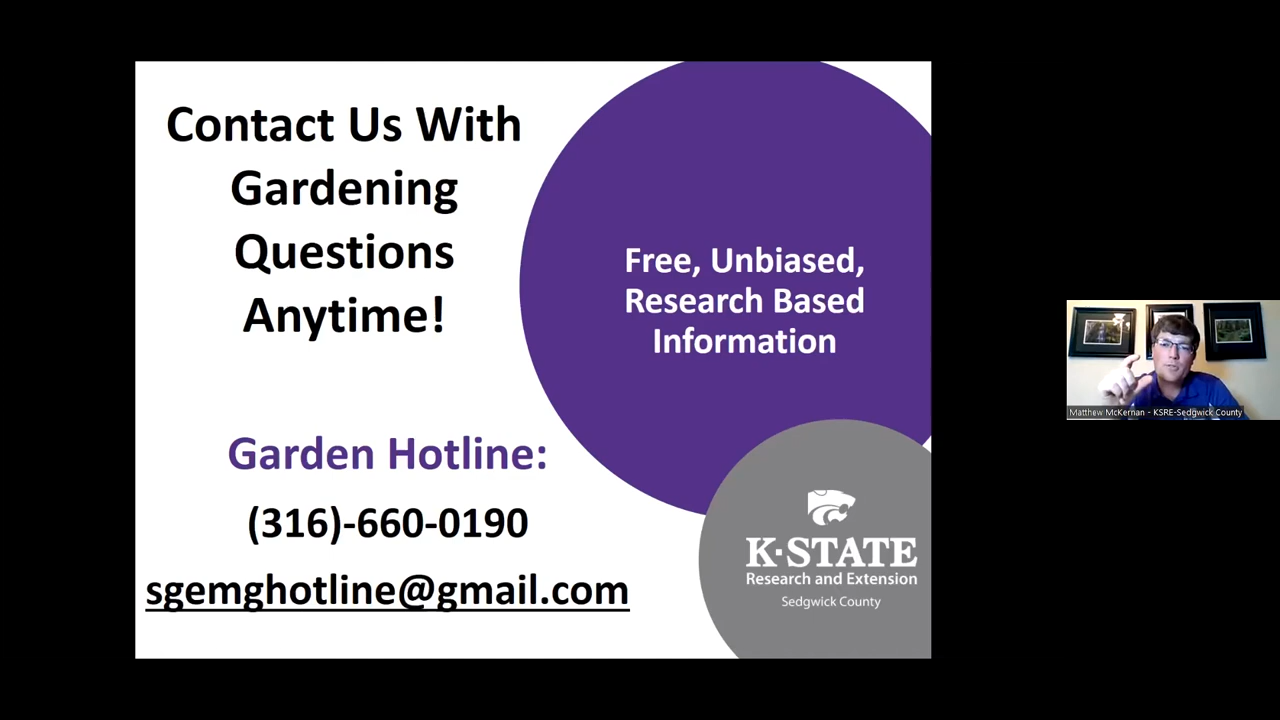 Contact Us With
Gardening
Questions
Anytime!
Free, Unbiased,
Research Based
Information
Garden Hotline:
(316)-660-0190
sgemghotline@gmail.com
K-STATE
Research and Extension
Sedgwick County
Matthew McKernan - KSRE-Sedgwick County